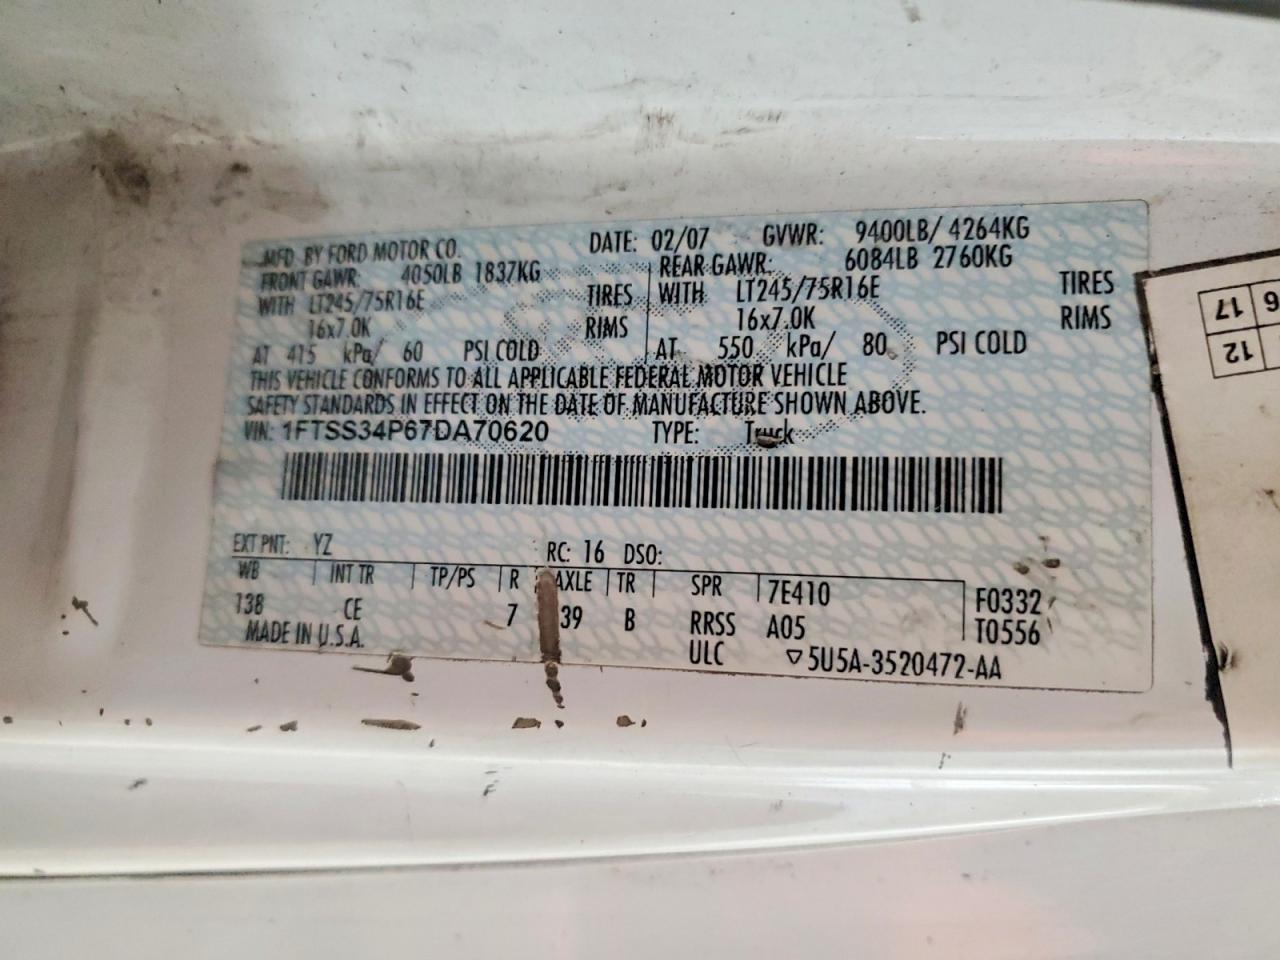 MFD. BY FORD MOTOR CO. DATE: 02/07 GVWR: 9400LB/ 4264KG
FRONT GAWR: 4050LB 1837KG REAR GAWR: 6084LB 2760KG
WITH LT245/75R16E TIRES WITH LT245/75R16E TIRES
16x7.0K RIMS 16x7.0K RIMS
AT 415 kPa/ 60 PSI COLD AT 550 kPa/ 80 PSI COLD
THIS VEHICLE CONFORMS TO ALL APPLICABLE FEDERAL MOTOR VEHICLE
SAFETY STANDARDS IN EFFECT ON THE DATE OF MANUFACTURE SHOWN ABOVE.
VIN: 1FTSS34P67DA70620 TYPE: Truck
EXT PNT: YZ RC: 16 DSO:
WB INT TR TP/PS R AXLE TR SPR 7E410 F0332
138 CE 7 39 B RRSS A05 T0556
MADE IN U.S.A. ULC ▽5U5A-3520472-AA
17
12